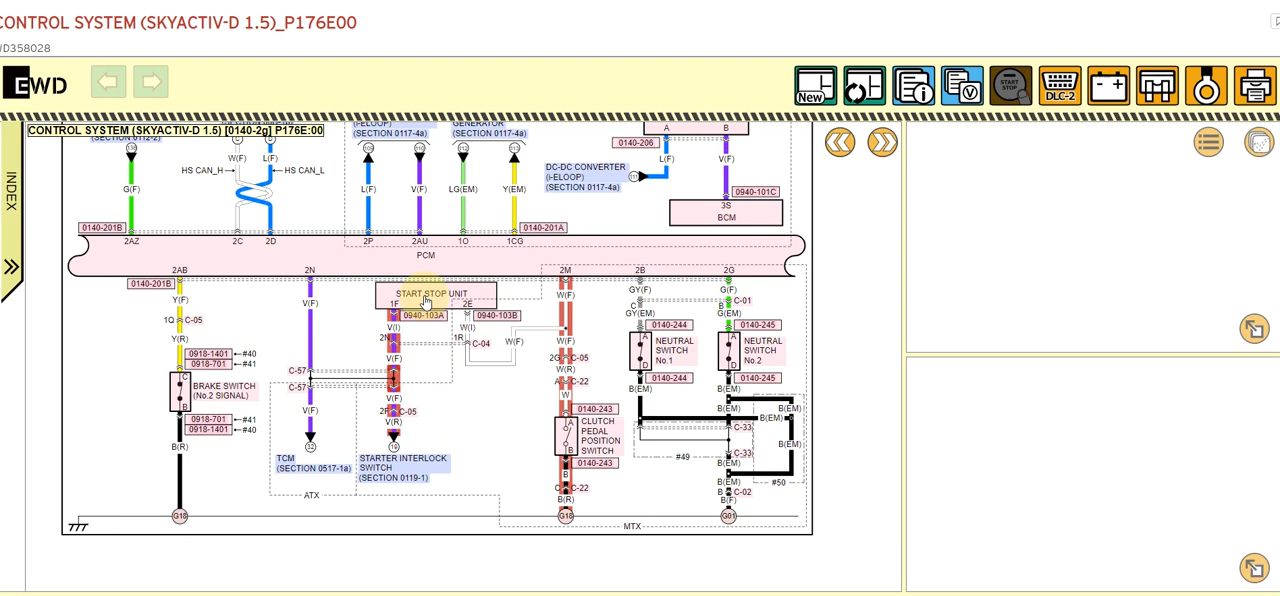 CONTROL SYSTEM (SKYACTIV-D 1.5)_P176E00
WD358028
EWD
New
START
STOP
DLC-2
CONTROL SYSTEM (SKYACTIV-D 1.5) [0140-2g] P176E:00
INDEX
(SECTION 0117-4a)
GENERATOR
(SECTION 0117-4a)
A
B
0140-206
W(F)
L(F)
HS CAN_H
HS CAN_L
DC-DC CONVERTER
(i-ELOOP)
(SECTION 0117-4a)
L(F)
V(F)
G(F)
L(F)
V(F)
LG(EM)
Y(EM)
0940-101C
3S
BCM
0140-201B
0140-201A
2AZ
2C
2D
2P
2AU
1O
1CG
PCM
2AB
2N
2M
2B
2G
0140-201B
START STOP UNIT
1F
2E
0940-103A
0940-103B
Y(F)
V(F)
V(I)
W(I)
W(F)
GY(F)
G(F)
C-01
GY(EM)
G(EM)
1Q
C-05
Y(R)
2N
1R
C-04
W(F)
W(F)
0140-244
0140-245
NEUTRAL
SWITCH
No.1
NEUTRAL
SWITCH
No.2
0918-1401
#40
0918-701
#41
V(F)
2G
C-05
W(R)
C-57
C-57
A
C-22
W
C
D
0140-244
0140-245
BRAKE SWITCH
(No.2 SIGNAL)
C
B
V(F)
V(F)
B(EM)
B(EM)
0918-701
#41
0918-1401
#40
C-05
V(R)
0140-243
CLUTCH
PEDAL
POSITION
SWITCH
A
B
0140-243
B(EM)
B(EM)
B(EM)
C-33
B(EM)
B(R)
32
19
TCM
(SECTION 0517-1a)
STARTER INTERLOCK
SWITCH
(SECTION 0119-1)
B
C-33
B(EM)
#49
#50
C-22
B(R)
B(EM)
B
C-02
B(F)
ATX
G18
G18
G01
MTX